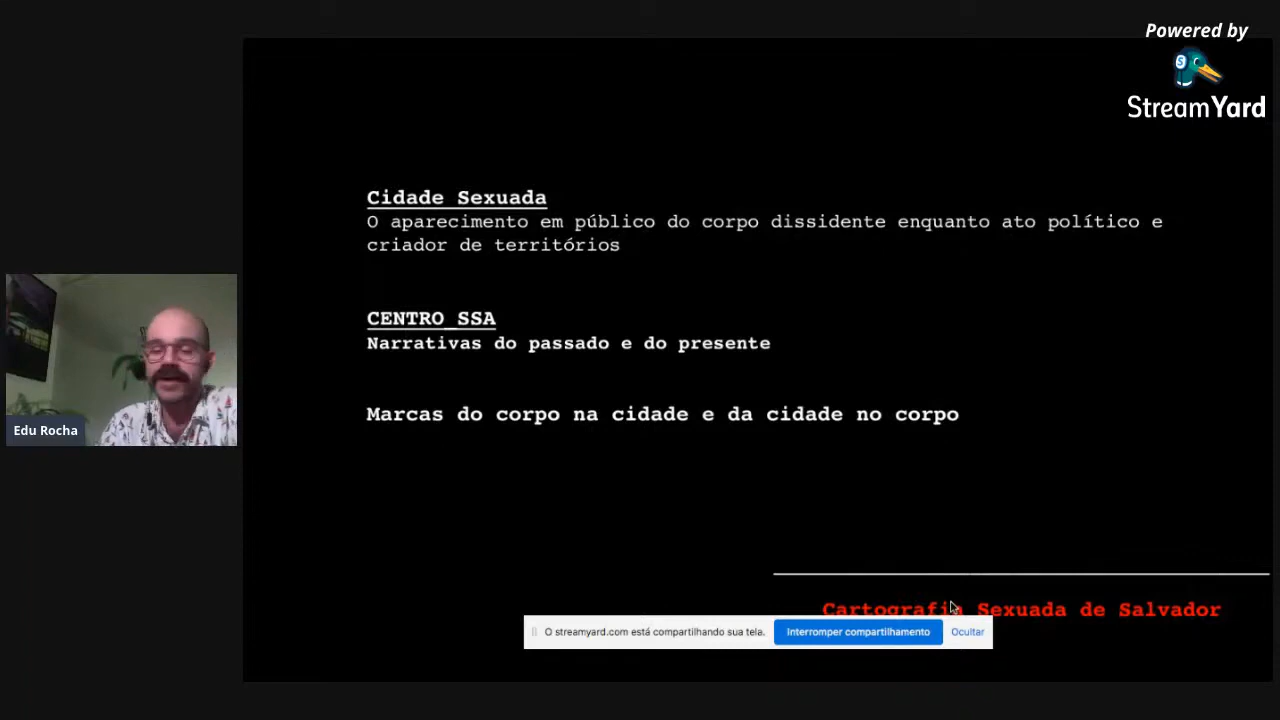 Powered by
StreamYard
Cidade Sexuada
O aparecimento em público do corpo dissidente enquanto ato político e
criador de territórios
CENTRO_SSA
Narrativas do passado e do presente
Marcas do corpo na cidade e da cidade no corpo
Edu Rocha
Cartografia Sexuada de Salvador
O streamyard.com está compartilhando sua tela.
Interromper compartilhamento
Ocultar